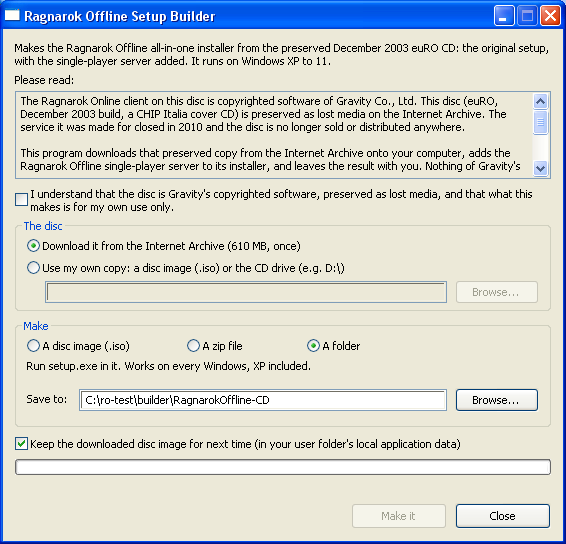 Ragnarok Offline Setup Builder
Makes the Ragnarok Offline all-in-one installer from the preserved December 2003 euRO CD: the original setup,
with the single-player server added. It runs on Windows XP to 11.
Please read:
The Ragnarok Online client on this disc is copyrighted software of Gravity Co., Ltd. This disc (euRO,
December 2003 build, a CHIP Italia cover CD) is preserved as lost media on the Internet Archive. The
service it was made for closed in 2010 and the disc is no longer sold or distributed anywhere.
This program downloads that preserved copy from the Internet Archive onto your computer, adds the
Ragnarok Offline single-player server to its installer, and leaves the result with you. Nothing of Gravity's
I understand that the disc is Gravity's copyrighted software, preserved as lost media, and that what this
makes is for my own use only.
The disc
Download it from the Internet Archive (610 MB, once)
Use my own copy: a disc image (.iso) or the CD drive (e.g. D:\)
Browse...
Make
A disc image (.iso)
A zip file
A folder
Run setup.exe in it. Works on every Windows, XP included.
Save to:
C:\ro-test\builder\RagnarokOffline-CD
Browse...
Keep the downloaded disc image for next time (in your user folder's local application data)
Make it
Close